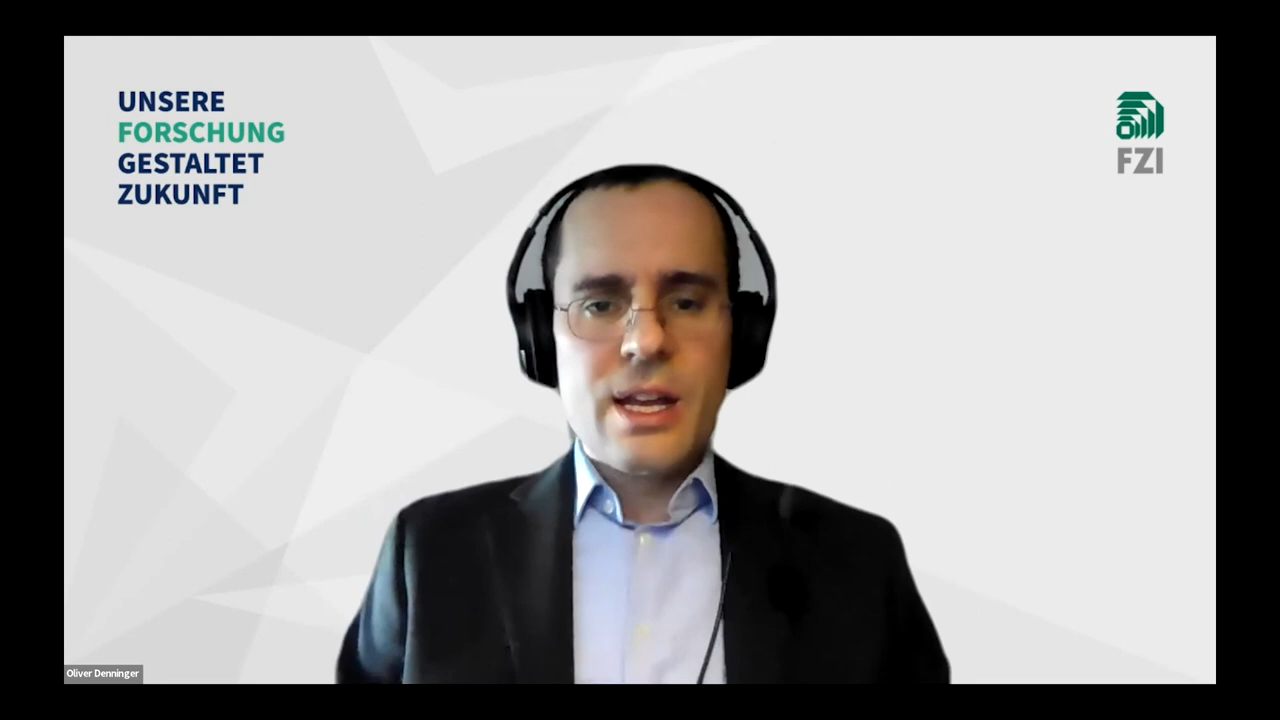 UNSERE
FORSCHUNG
GESTALTET
ZUKUNFT
FZI
Oliver Denninger